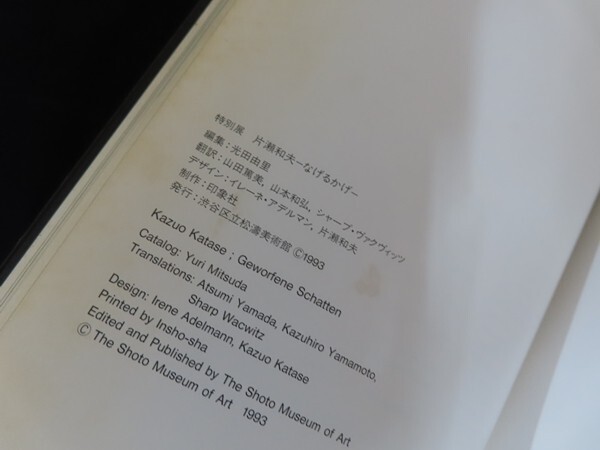 特別展　片瀬和夫ーなげるかげー
編集：光田由里
翻訳：山田篤美, 山本和弘, シャープ・ヴァクヴィッツ
デザイン：イレーネ・アデルマン, 片瀬和夫
制作：印象社
発行：渋谷区立松濤美術館 ©1993
Kazuo Katase ; Geworfene Schatten
Catalog: Yuri Mitsuda
Translations: Atsumi Yamada, Kazuhiro Yamamoto,
Sharp Wacwitz
Design: Irene Adelmann, Kazuo Katase
Printed by Insho-sha
Edited and Published by The Shoto Museum of Art
© The Shoto Museum of Art 1993